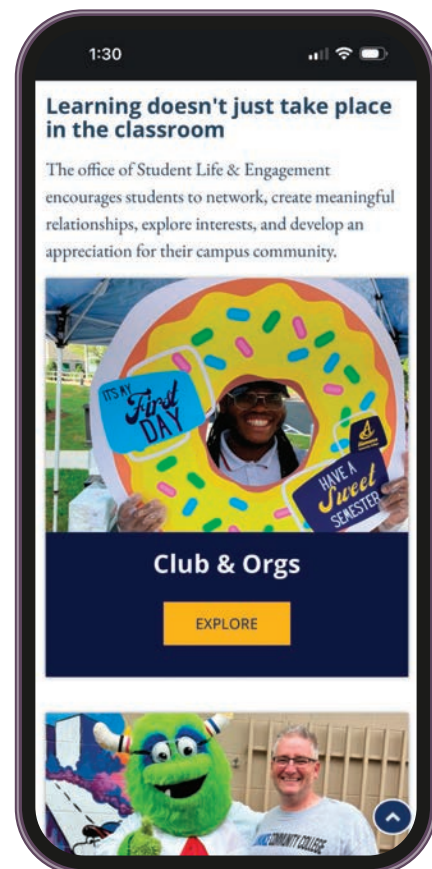 1:30
Learning doesn't just take place
in the classroom
The office of Student Life & Engagement
encourages students to network, create meaningful
relationships, explore interests, and develop an
appreciation for their campus community.
IT'S MY
First
DAY
HAVE A
Sweet
SEMESTER
Club & Orgs
EXPLORE
COMMUNITY COLLEGE